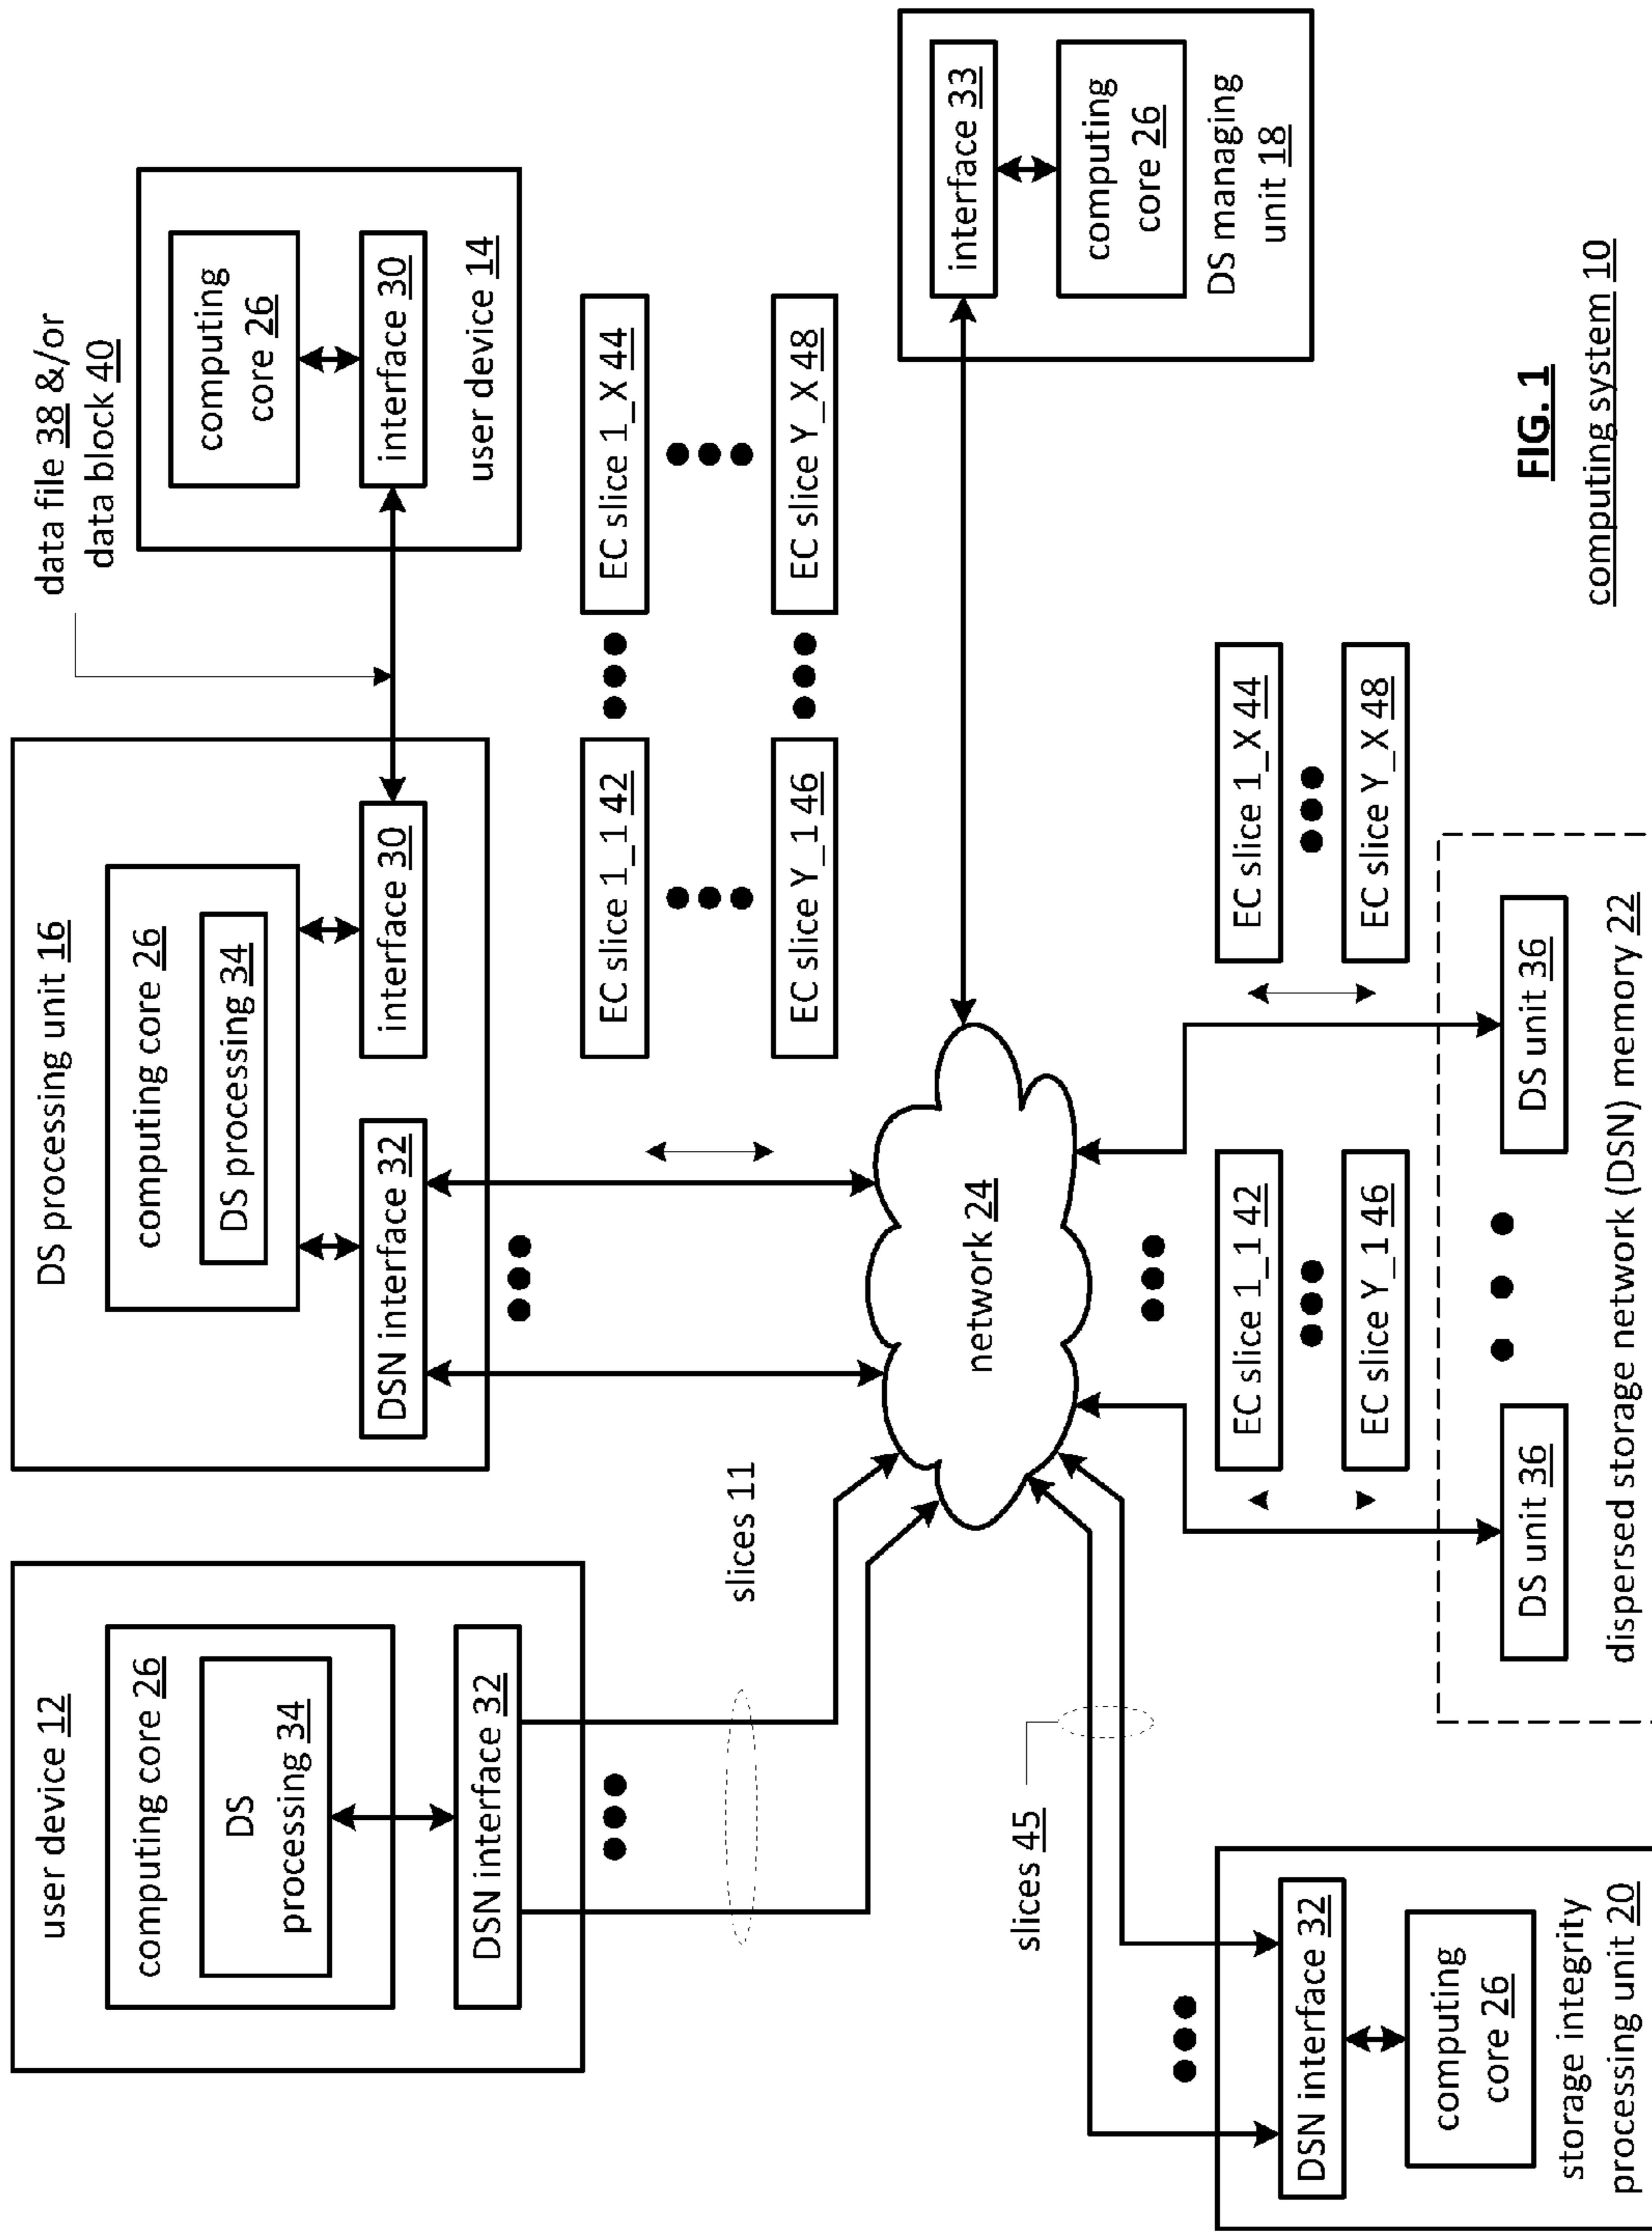 user device 12
computing core 26
DS
processing 34
DSN interface 32
DS processing unit 16
computing core 26
DS processing 34
DSN interface 32
interface 30
data file 38 &/or
data block 40
computing
core 26
interface 30
user device 14
slices 11
EC slice 1_1 42
EC slice 1_X 44
EC slice Y_1 46
EC slice Y_X 48
network 24
interface 33
computing
core 26
DS managing
unit 18
slices 45
DSN interface 32
computing
core 26
storage integrity
processing unit 20
EC slice 1_1 42
EC slice Y_1 46
EC slice 1_X 44
EC slice Y_X 48
DS unit 36
DS unit 36
dispersed storage network (DSN) memory 22
FIG. 1
computing system 10